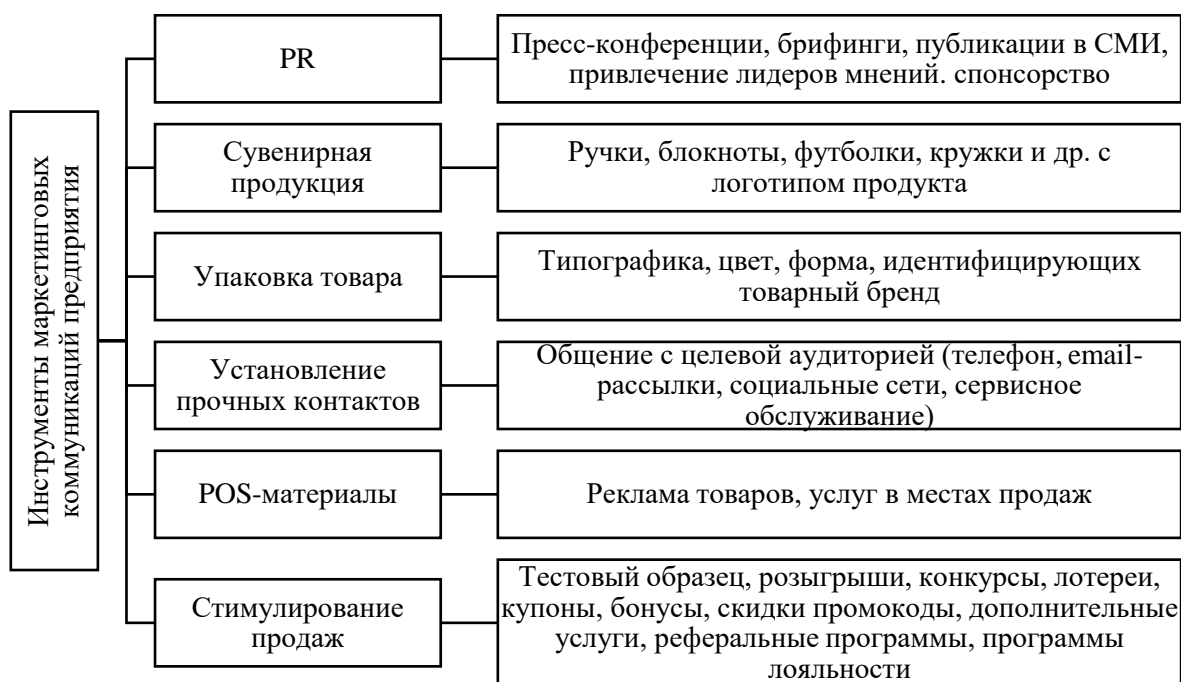 Инструменты маркетинговых
коммуникаций предприятия
PR
Пресс-конференции, брифинги, публикации в СМИ,
привлечение лидеров мнений. спонсорство
Сувенирная
продукция
Ручки, блокноты, футболки, кружки и др. с
логотипом продукта
Упаковка товара
Типографика, цвет, форма, идентифицирующих
товарный бренд
Установление
прочных контактов
Общение с целевой аудиторией (телефон, email-
рассылки, социальные сети, сервисное
обслуживание)
POS-материалы
Реклама товаров, услуг в местах продаж
Стимулирование
продаж
Тестовый образец, розыгрыши, конкурсы, лотереи,
купоны, бонусы, скидки промокоды, дополнительные
услуги, реферальные программы, программы
лояльности